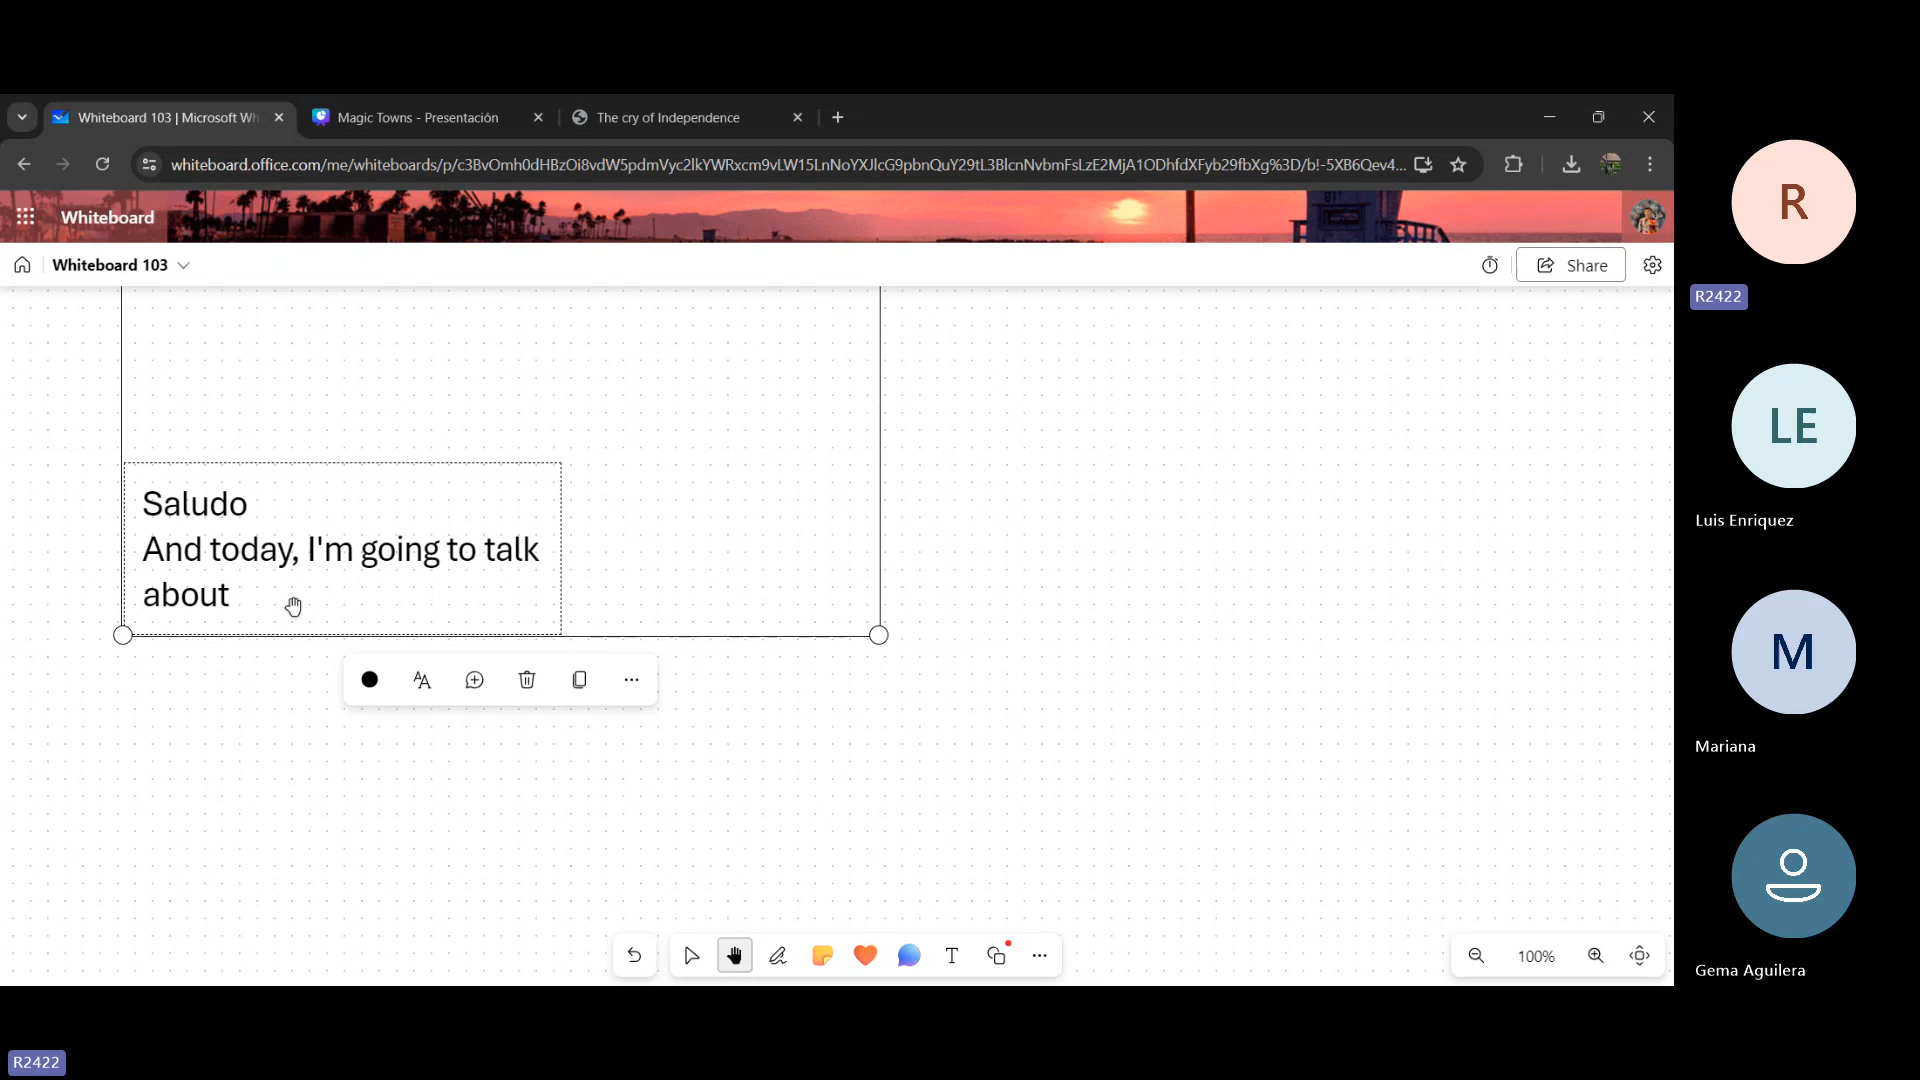 Whiteboard 103 | Microsoft Wh
Magic Towns - Presentación
The cry of Independence
whiteboard.office.com/me/whiteboards/p/c3BvOmh0dHBzOi8vdW5pdmVyc2lkYWRxcm9vLW15LnNoYXJlcG9pbnQuY29tL3BlcnNvbmFsLzE2MjA1ODhfdXFyb29fbXg%3D/b!-5XB6Qev4...
Whiteboard
Whiteboard 103
Share
Saludo
And today, I'm going to talk
about
100%
R
R2422
LE
Luis Enriquez
M
Mariana
Gema Aguilera
R2422